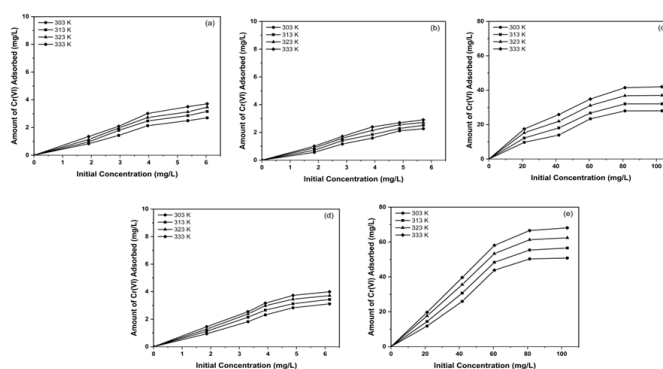 (a)
303 K
313 K
323 K
333 K
Amount of Cr(VI) Adsorbed (mg/L)
10
8
6
4
2
0
0 1 2 3 4 5 6
Initial Concentration (mg/L)
(b)
303 K
313 K
323 K
333 K
Amount of Cr(VI) Adsorbed (mg/L)
10
8
6
4
2
0
0 1 2 3 4 5 6
Initial Concentration (mg/L)
(c
303 K
313 K
323 K
333 K
Amount of Cr(VI) Adsorbed (mg/L)
80
60
40
20
0
0 20 40 60 80 100
Initial Concentration (mg/L)
(d)
303 K
313 K
323 K
333 K
Amount of Cr(VI) Adsorbed (mg/L)
10
8
6
4
2
0
0 1 2 3 4 5 6
Initial Concentration (mg/L)
(e)
303 K
313 K
323 K
333 K
Amount of Cr(VI) Adsorbed (mg/L)
80
60
40
20
0
0 20 40 60 80 100
Initial Concentration (mg/L)